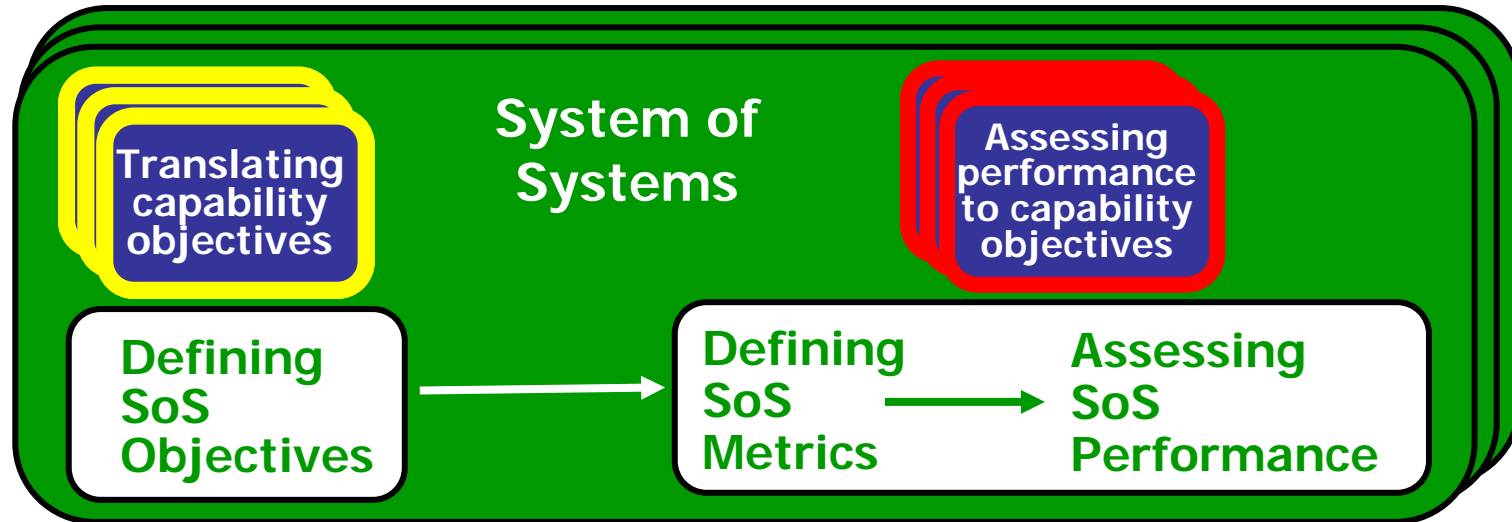 System of
Systems
Translating
capability
objectives
Assessing
performance
to capability
objectives
Defining
SoS
Objectives
Defining
SoS
Metrics
Assessing
SoS
Performance